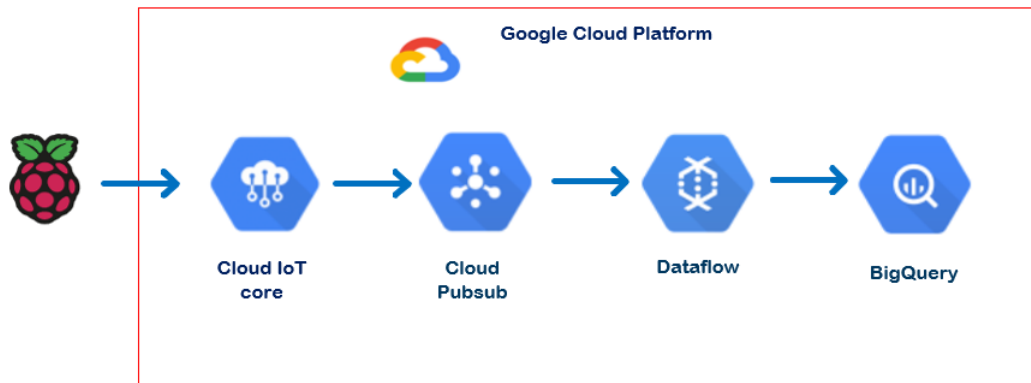 Google Cloud Platform
Cloud IoT
core
Cloud
Pubsub
Dataflow
BigQuery